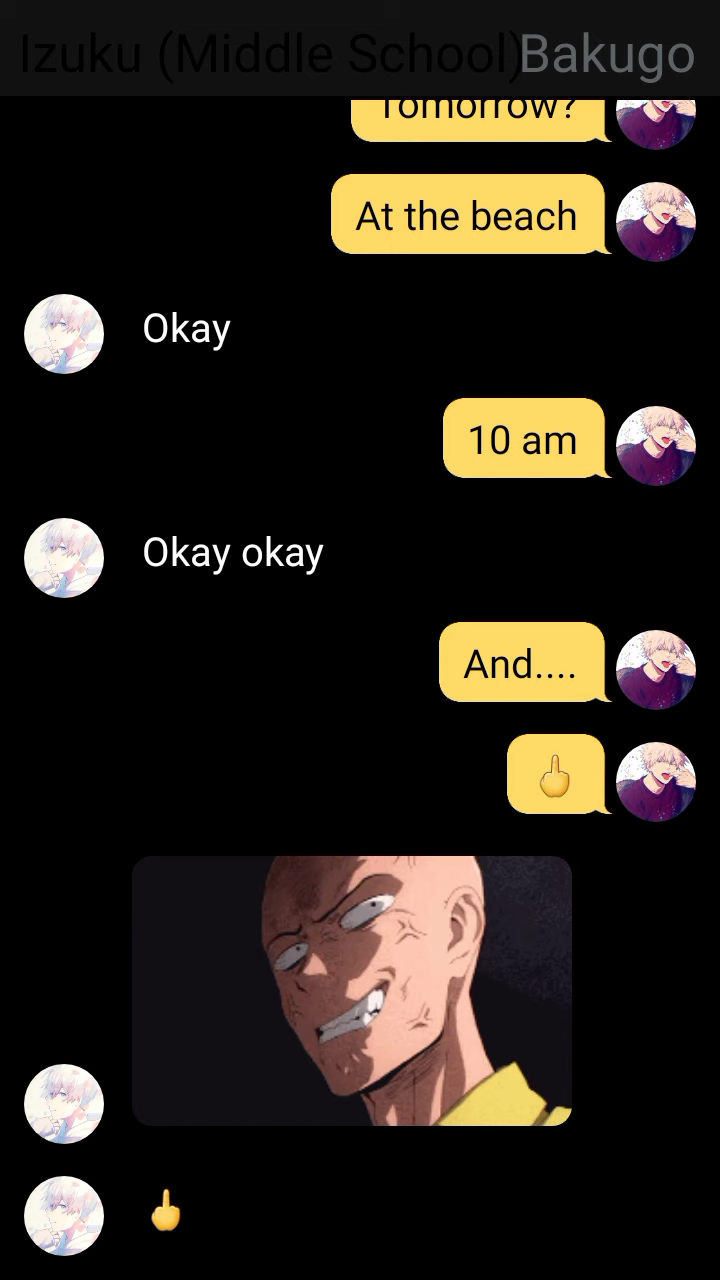 Izuku (Middle School) Bakugo
Tomorrow?
At the beach
Okay
10 am
Okay okay
And....
🖕
🖕